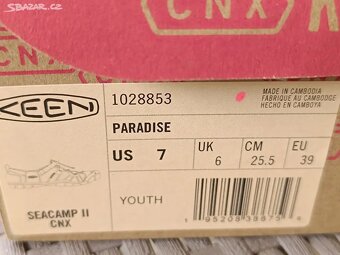 SBAZAR.CZ
CNX
KEEN
1028853
MADE IN CAMBODIA
FABRIQUÉ AU CAMBODGE
HECHO EN CAMBOYA
PARADISE
US 7
UK 6
CM 25.5
EU 39
SEACAMP II
CNX
YOUTH